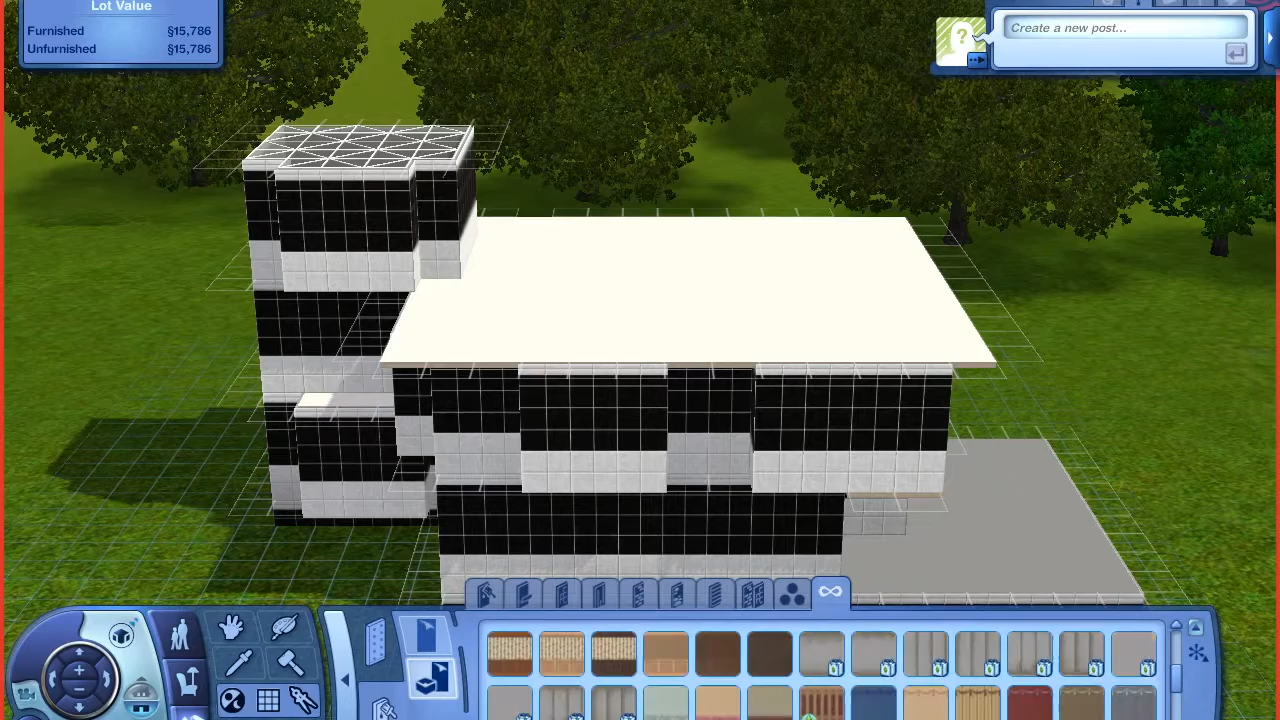 Lot Value
Furnished §15,786
Unfurnished §15,786
Create a new post...